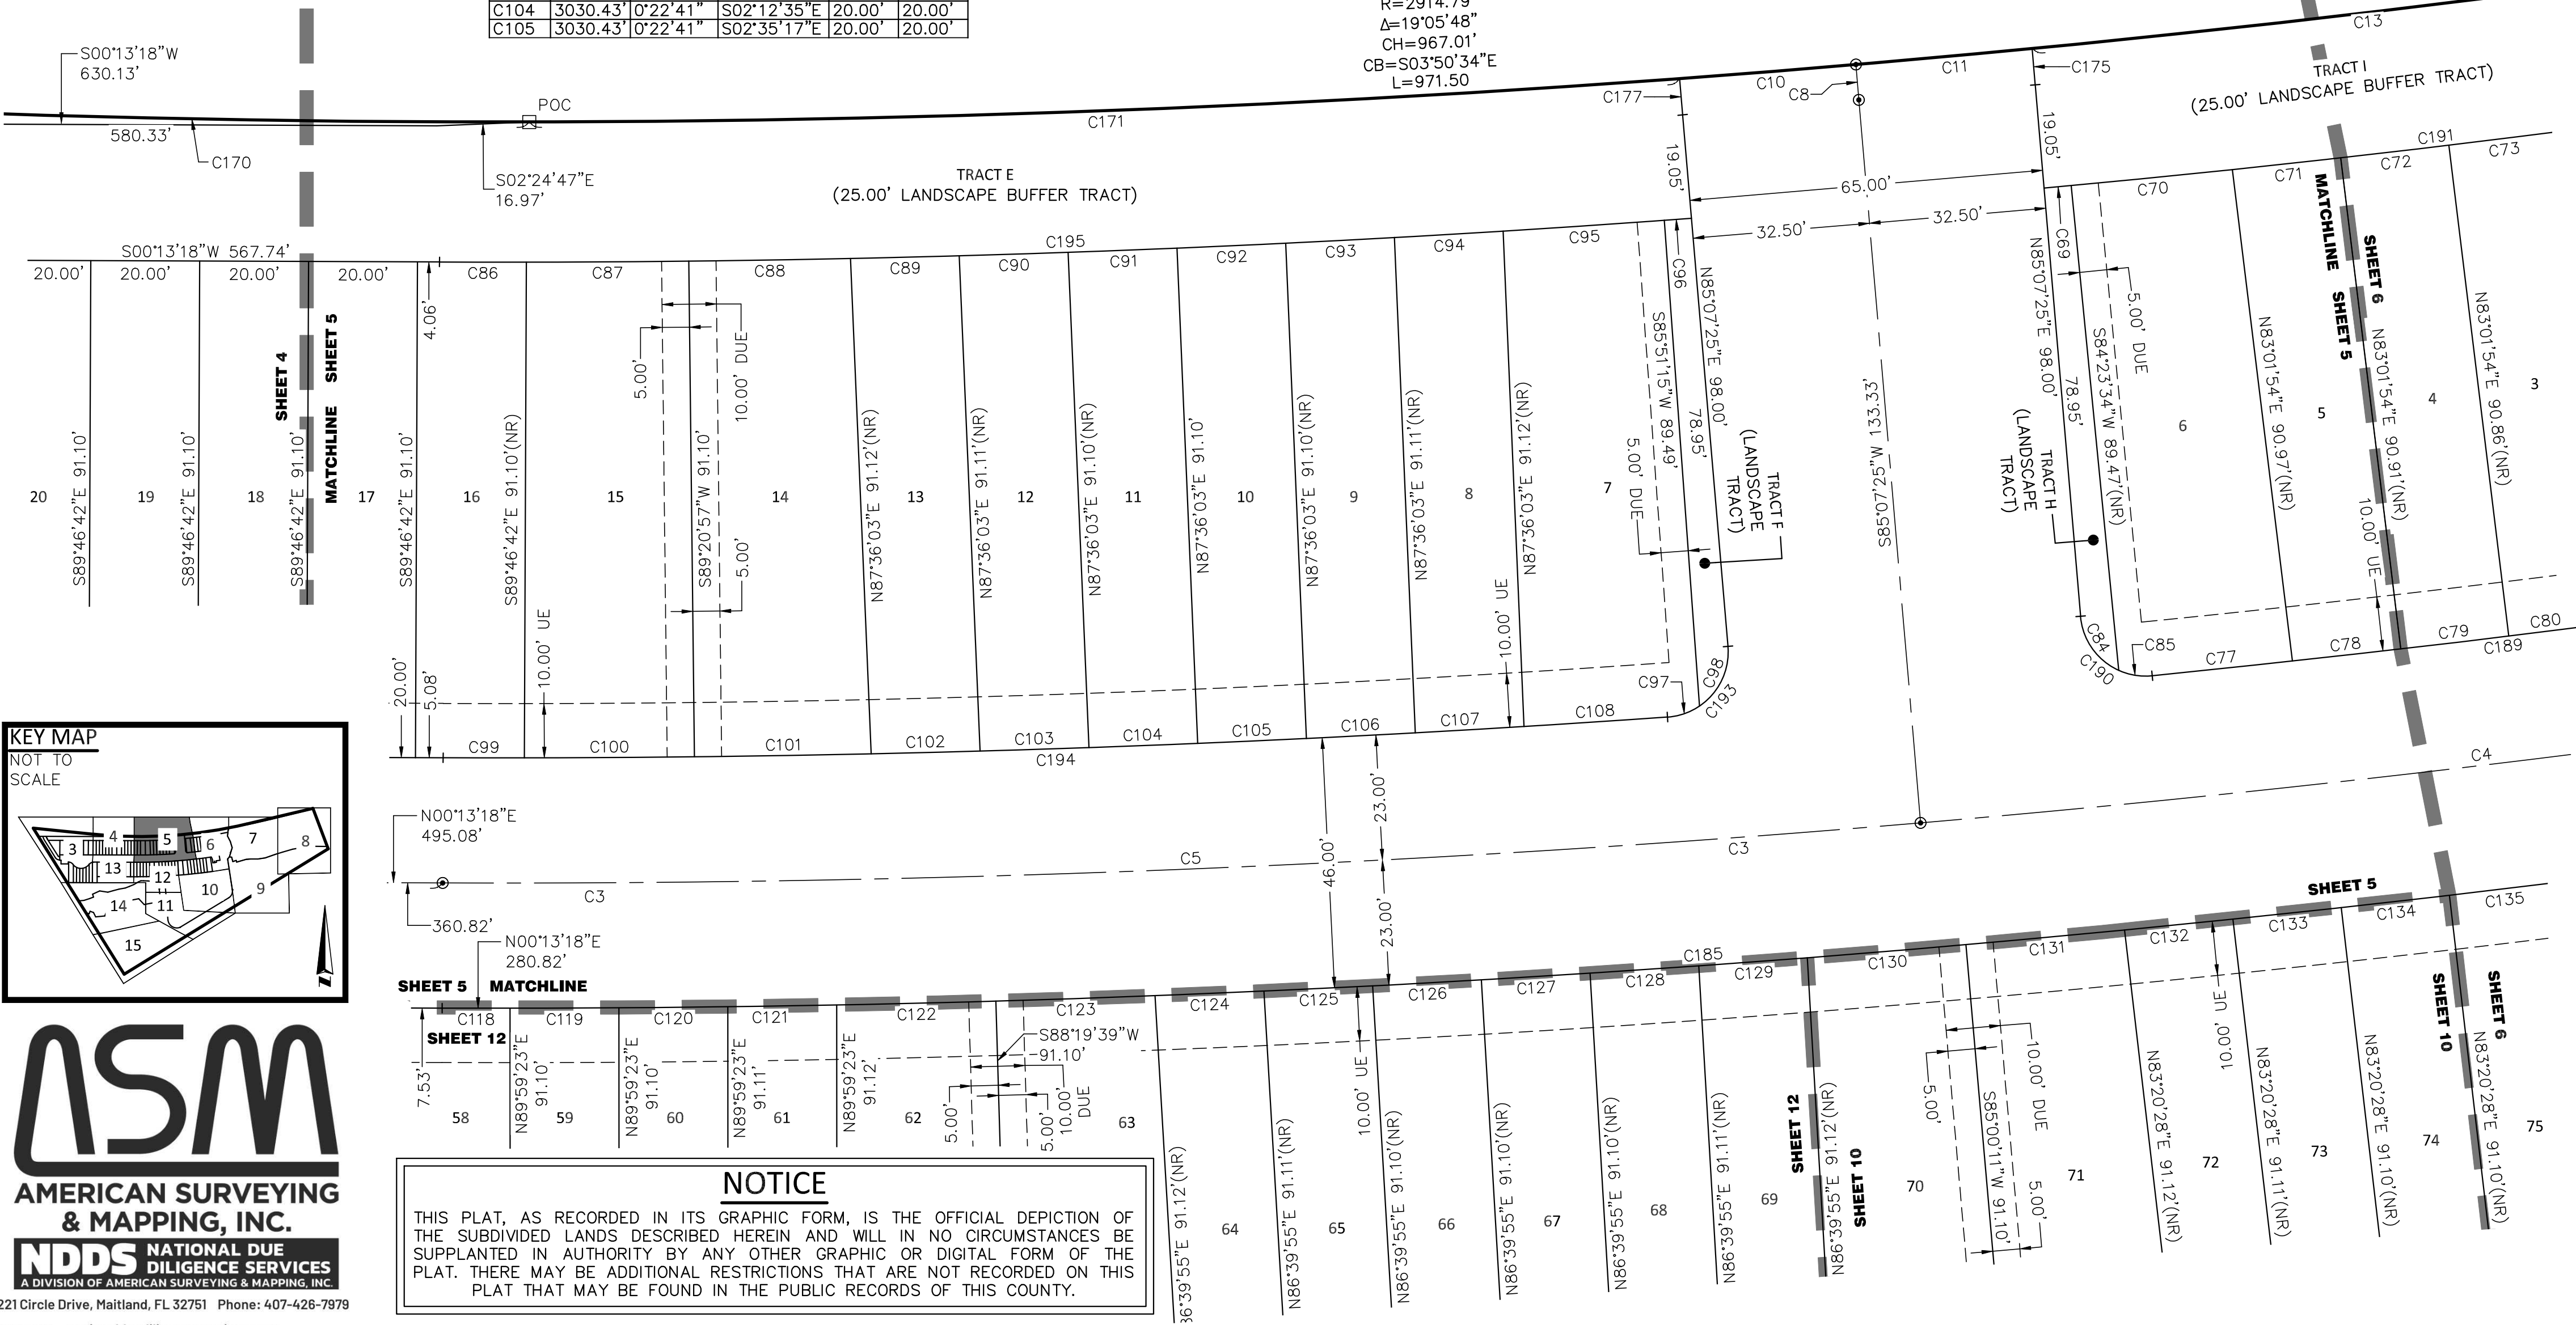 C104 3030.43' 0°22'41" S02°12'35"E 20.00' 20.00'
C105 3030.43' 0°22'41" S02°35'17"E 20.00' 20.00'
R=2914.79'
Δ=19°05'48"
CH=967.01'
CB=S03°50'34"E
L=971.50
S00°13'18"W
630.13'
580.33'
C170
POC
S02°24'47"E
16.97'
C171
TRACT E
(25.00' LANDSCAPE BUFFER TRACT)
C177
C10
C8
C11
C175
C13
TRACT I
(25.00' LANDSCAPE BUFFER TRACT)
19.05'
19.05'
65.00'
32.50'
32.50'
C191
C70
C71
C72
C73
C69
S00°13'18"W 567.74'
20.00'
20.00'
20.00'
20.00'
C195
C86
C87
C88
C89
C90
C91
C92
C93
C94
C95
C96
4.06'
5.00'
10.00' DUE
SHEET 4
MATCHLINE SHEET 5
S89°46'42"E 91.10'
S89°46'42"E 91.10'
S89°46'42"E 91.10'
S89°46'42"E 91.10'
S89°46'42"E 91.10'(NR)
S89°20'57"W 91.10'
5.00'
N87°36'03"E 91.12'(NR)
N87°36'03"E 91.11'(NR)
N87°36'03"E 91.10'(NR)
N87°36'03"E 91.10'
N87°36'03"E 91.10'(NR)
N87°36'03"E 91.11'(NR)
N87°36'03"E 91.12'(NR)
5.00' DUE
S85°51'15"W 89.49'
78.95'
N85°07'25"E 98.00'
TRACT F
(LANDSCAPE
TRACT)
S85°07'25"W 133.33'
TRACT H
(LANDSCAPE
TRACT)
N85°07'25"E 98.00'
78.95'
S84°23'34"W 89.47'(NR)
5.00' DUE
N83°01'54"E 90.97'(NR)
MATCHLINE SHEET 5
SHEET 6
N83°01'54"E 90.91'(NR)
N83°01'54"E 90.86'(NR)
10.00' UE
20
19
18
17
16
15
14
13
12
11
10
9
8
7
6
5
4
3
20.00'
5.08'
10.00' UE
10.00' UE
C99
C100
C101
C102
C103
C104
C105
C106
C107
C108
C97
C98
C193
C194
C84
C190
C85
C77
C78
C79
C80
C189
KEY MAP
NOT TO
SCALE
3
4
5
6
7
8
9
10
11
12
13
14
15
N
N00°13'18"E
495.08'
C3
C5
C3
C4
360.82'
46.00'
23.00'
23.00'
N00°13'18"E
280.82'
SHEET 5 MATCHLINE
SHEET 12
SHEET 5
C118
C119
C120
C121
C122
C123
C124
C125
C126
C127
C128
C185
C129
C130
C131
C132
C133
C134
C135
7.53'
N89°59'23"E
91.10'
N89°59'23"E
91.10'
N89°59'23"E
91.11'
N89°59'23"E
91.12'
S88°19'39"W
91.10'
5.00'
5.00'
10.00'
DUE
58
59
60
61
62
63
64
65
66
67
68
69
70
71
72
73
74
75
86°39'55"E 91.12'(NR)
N86°39'55"E 91.11'(NR)
10.00' UE
N86°39'55"E 91.10'(NR)
N86°39'55"E 91.10'(NR)
N86°39'55"E 91.10'(NR)
N86°39'55"E 91.11'(NR)
SHEET 12
N86°39'55"E 91.12'(NR)
SHEET 10
5.00'
S85°00'11"W 91.10'
10.00' DUE
5.00'
N83°20'28"E 91.12'(NR)
10.00' UE
N83°20'28"E 91.11'(NR)
N83°20'28"E 91.10'(NR)
SHEET 10
SHEET 6
N83°20'28"E 91.10'(NR)
ASM
AMERICAN SURVEYING
& MAPPING, INC.
NDDS NATIONAL DUE
DILIGENCE SERVICES
A DIVISION OF AMERICAN SURVEYING & MAPPING, INC.
221 Circle Drive, Maitland, FL 32751 Phone: 407-426-7979
NOTICE
THIS PLAT, AS RECORDED IN ITS GRAPHIC FORM, IS THE OFFICIAL DEPICTION OF
THE SUBDIVIDED LANDS DESCRIBED HEREIN AND WILL IN NO CIRCUMSTANCES BE
SUPPLANTED IN AUTHORITY BY ANY OTHER GRAPHIC OR DIGITAL FORM OF THE
PLAT. THERE MAY BE ADDITIONAL RESTRICTIONS THAT ARE NOT RECORDED ON THIS
PLAT THAT MAY BE FOUND IN THE PUBLIC RECORDS OF THIS COUNTY.